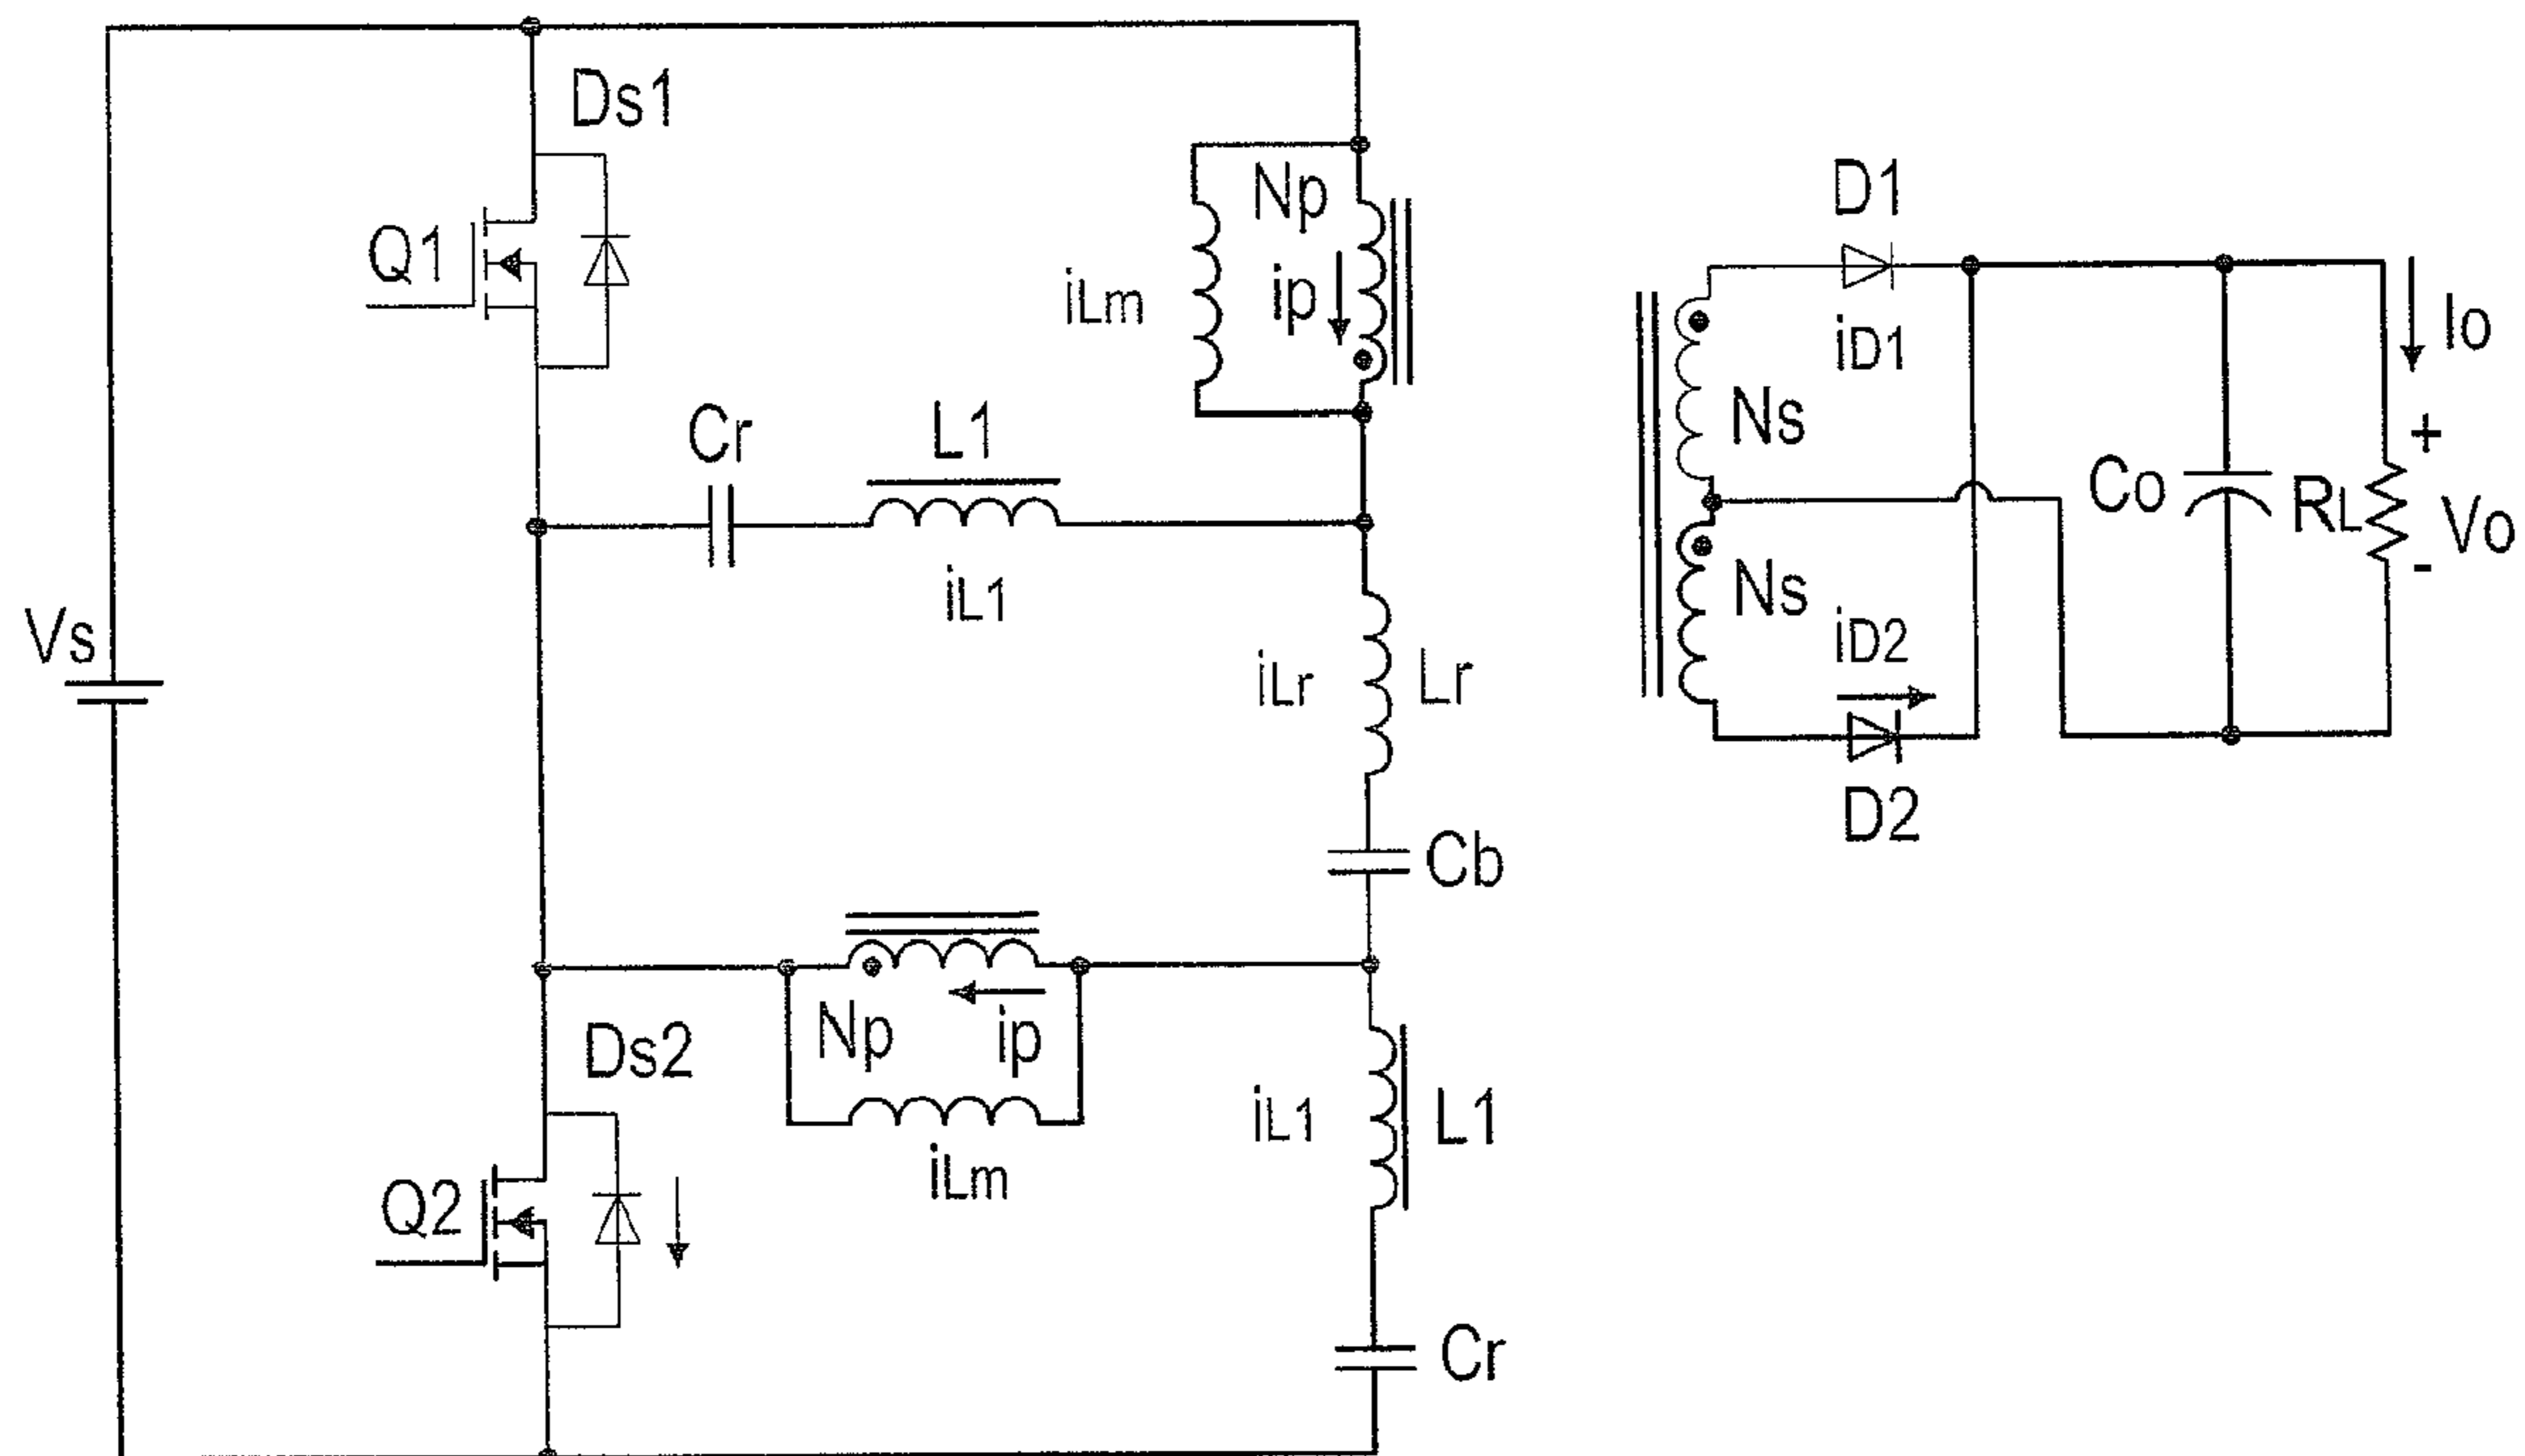 Ds1
Q1
Np
ip
iLm
Cr
L1
iL1
Vs
iLr
Lr
Cb
Np
ip
iLm
Ds2
Q2
iL1
L1
Cr
D1
iD1
Ns
Ns
iD2
D2
Co
RL
Io
+
Vo
-